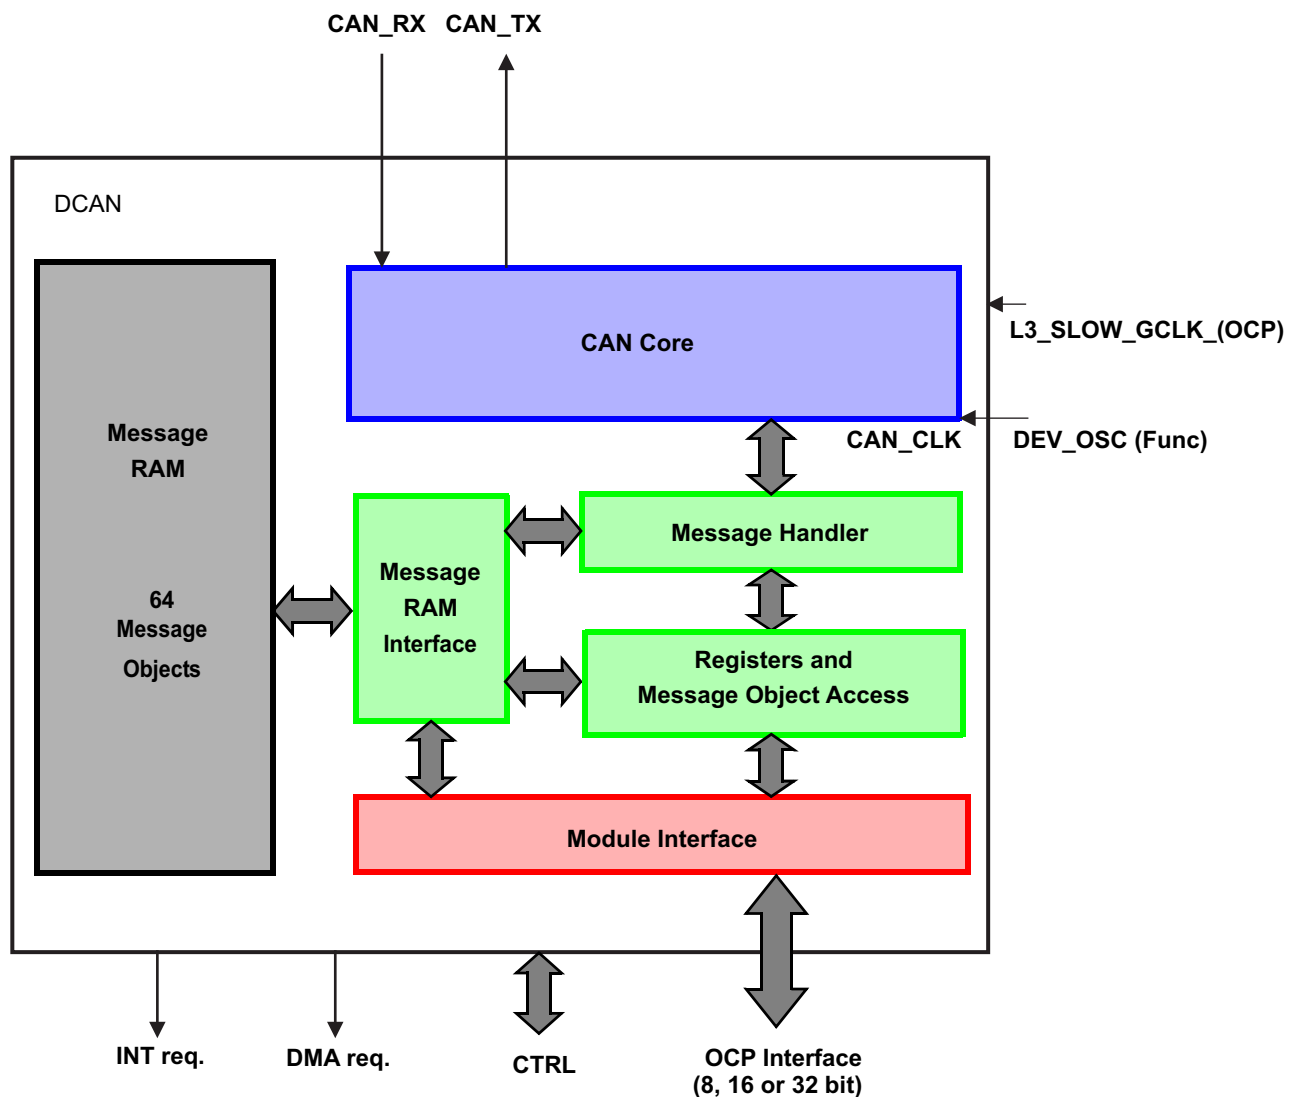 CAN_RX CAN_TX
DCAN
CAN Core
L3_SLOW_GCLK_(OCP)
CAN_CLK
DEV_OSC (Func)
Message
RAM
64
Message
Objects
Message
RAM
Interface
Message Handler
Registers and
Message Object Access
Module Interface
INT req.
DMA req.
CTRL
OCP Interface
(8, 16 or 32 bit)